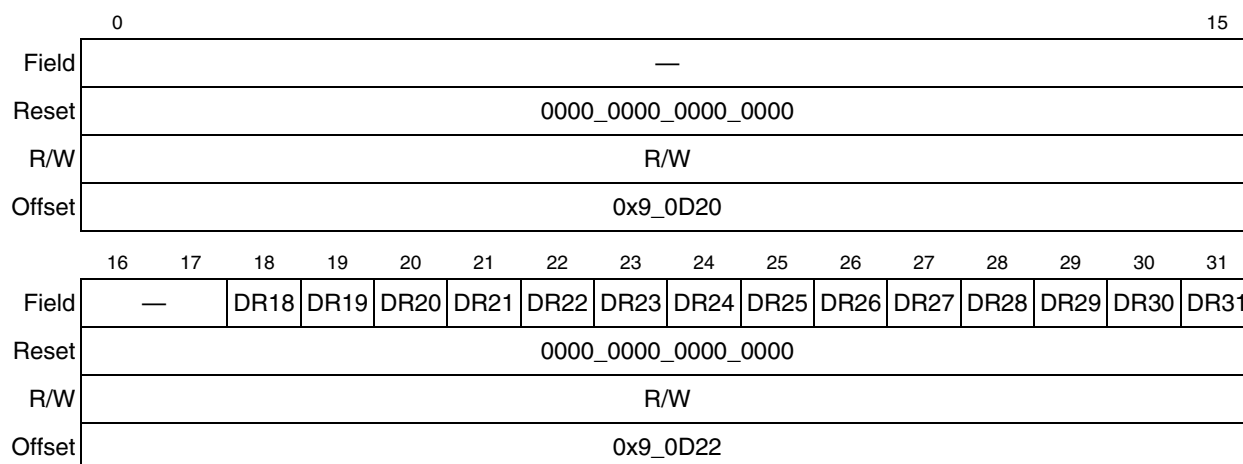 0 15
Field —
Reset 0000_0000_0000_0000
R/W R/W
Offset 0x9_0D20
16 17 18 19 20 21 22 23 24 25 26 27 28 29 30 31
Field — DR18 DR19 DR20 DR21 DR22 DR23 DR24 DR25 DR26 DR27 DR28 DR29 DR30 DR31
Reset 0000_0000_0000_0000
R/W R/W
Offset 0x9_0D22